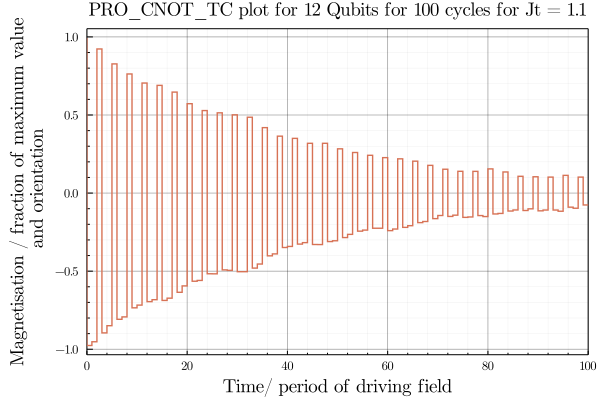 PRO_CNOT_TC plot for 12 Qubits for 100 cycles for Jt = 1.1
Magnetisation / fraction of maximum value
and orientation
1.0
0.5
0.0
−0.5
−1.0
0 20 40 60 80 100
Time/ period of driving field